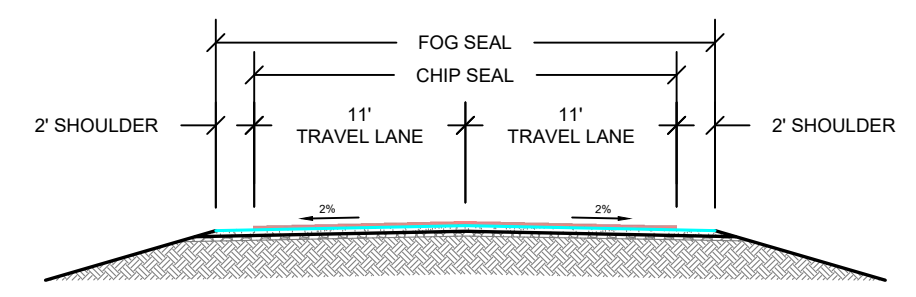 FOG SEAL
CHIP SEAL
2' SHOULDER
11'
TRAVEL LANE
11'
TRAVEL LANE
2' SHOULDER
2%
2%